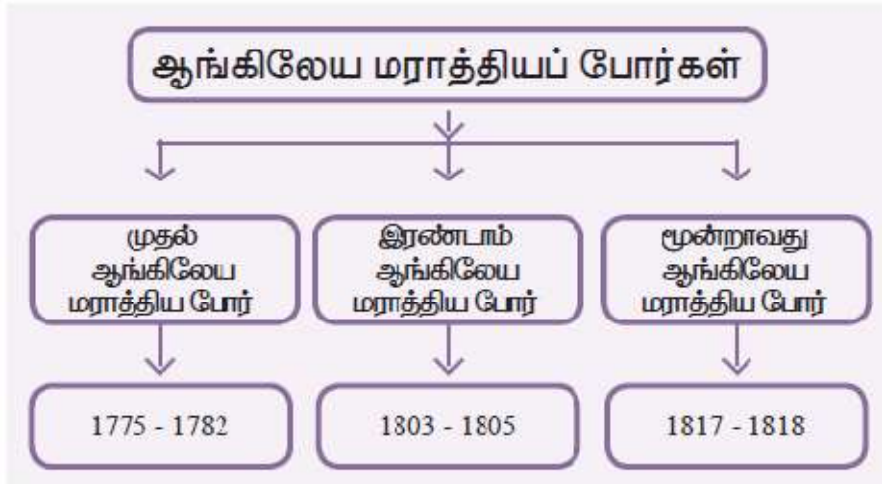 ஆங்கிலேய மராத்தியப் போர்கள்
முதல்
ஆங்கிலேய
மராத்திய போர்
இரண்டாம்
ஆங்கிலேய
மராத்திய போர்
மூன்றாவது
ஆங்கிலேய
மராத்திய போர்
1775 - 1782
1803 - 1805
1817 - 1818